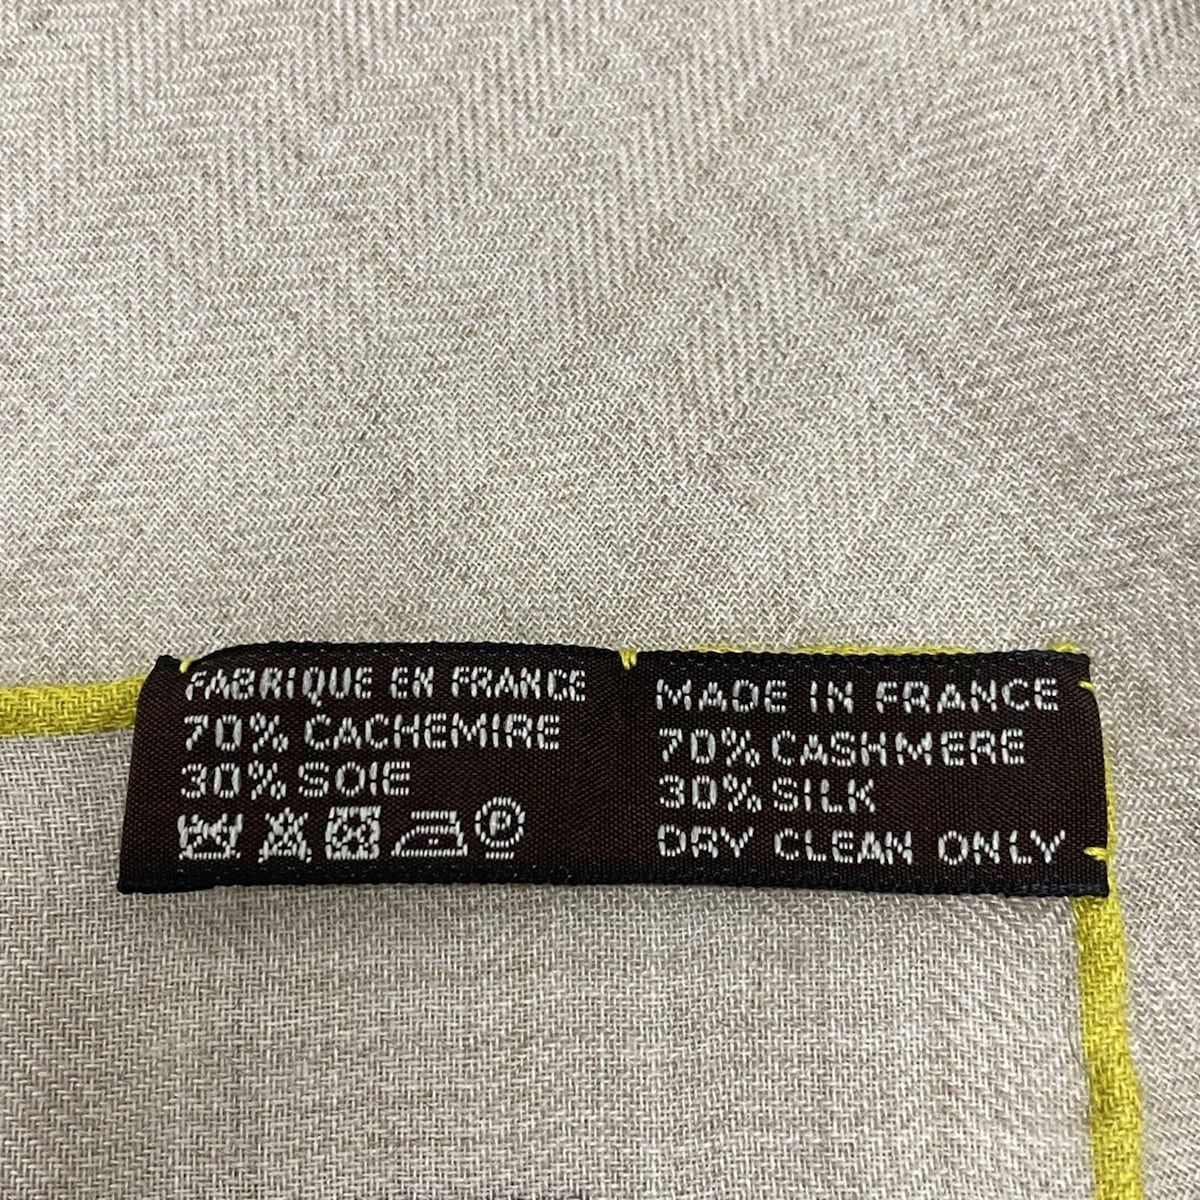 FABRIQUE EN FRANCE
70% CACHEMIRE
30% SOIE
P
MADE IN FRANCE
70% CASHMERE
30% SILK
DRY CLEAN ONLY